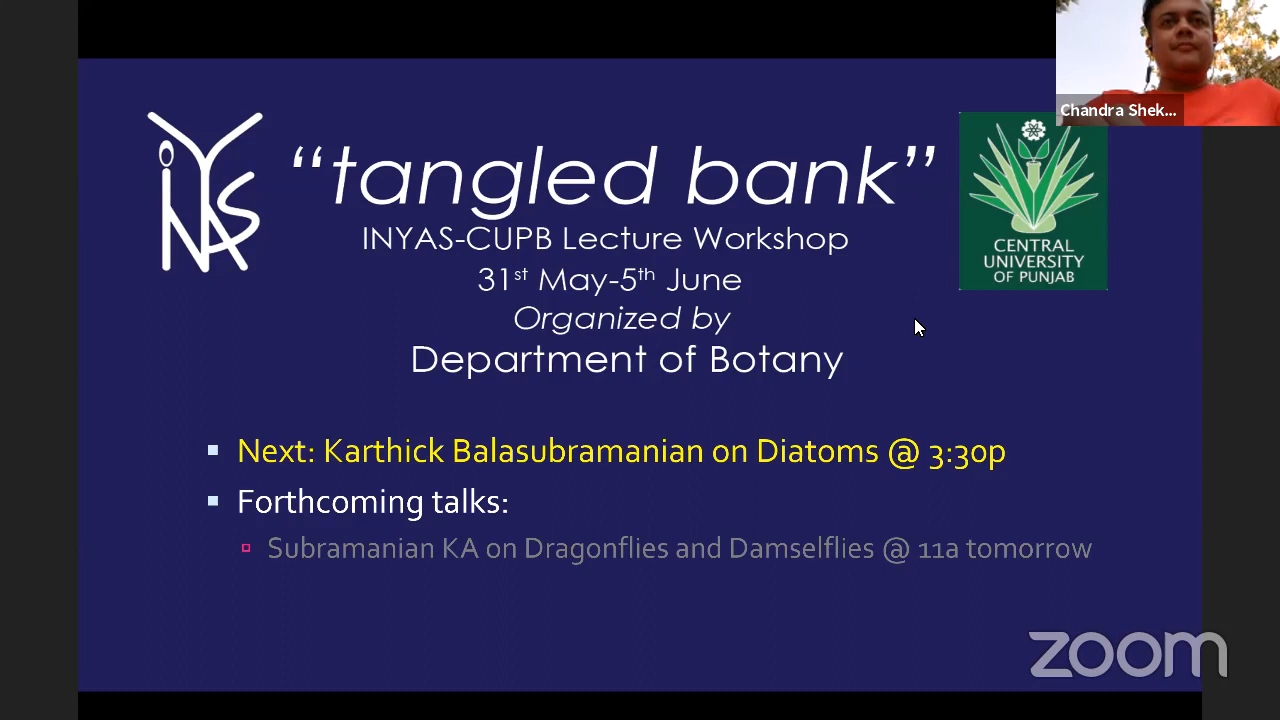 Chandra Shek...
INYAS
“tangled bank”
INYAS-CUPB Lecture Workshop
31st May-5th June
Organized by
Department of Botany
CENTRAL
UNIVERSITY
OF PUNJAB
Next: Karthick Balasubramanian on Diatoms @ 3:30p
Forthcoming talks:
Subramanian KA on Dragonflies and Damselflies @ 11a tomorrow
zoom